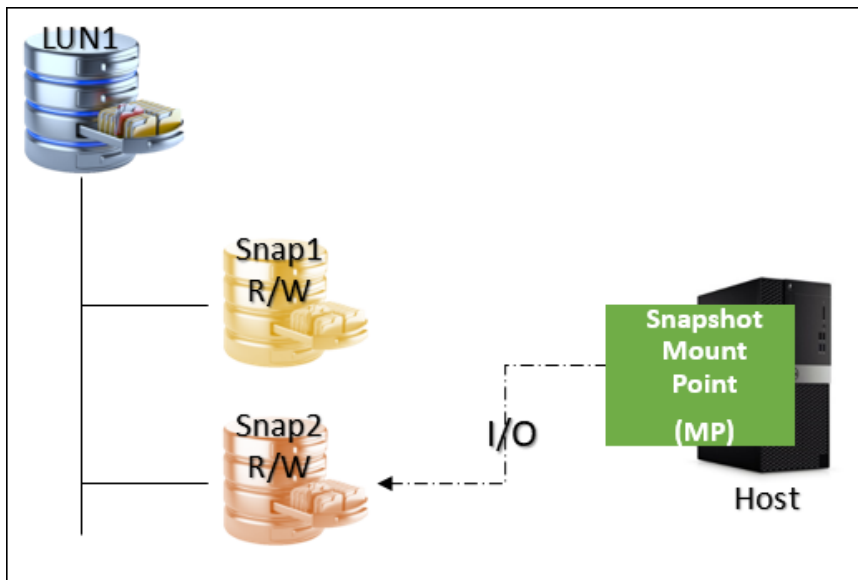 LUN1
Snap1
R/W
Snapshot
Mount
Point
(MP)
I/O
Snap2
R/W
Host